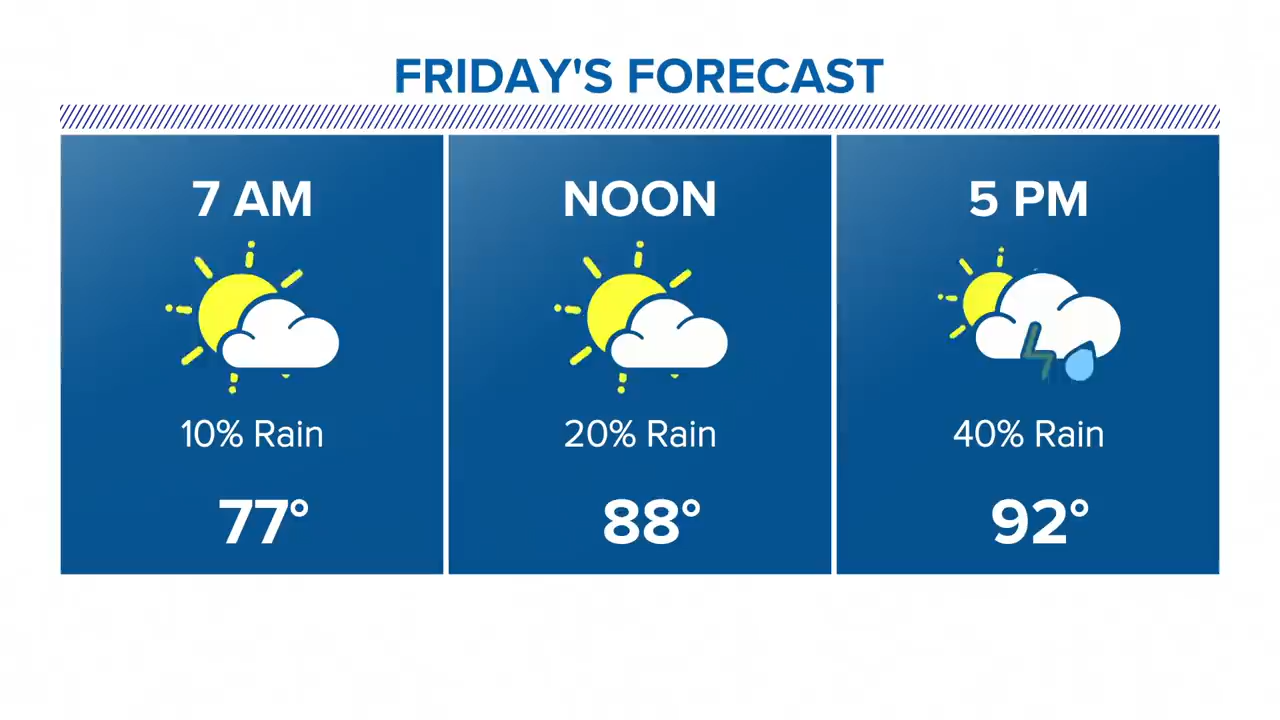 FRIDAY'S FORECAST
7 AM
10% Rain
77°
NOON
20% Rain
88°
5 PM
40% Rain
92°